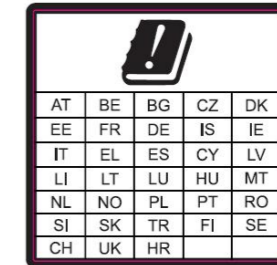 AT BE BG CZ DK
EE FR DE IS IE
IT EL ES CY LV
LI LT LU HU MT
NL NO PL PT RO
SI SK TR FI SE
CH UK HR